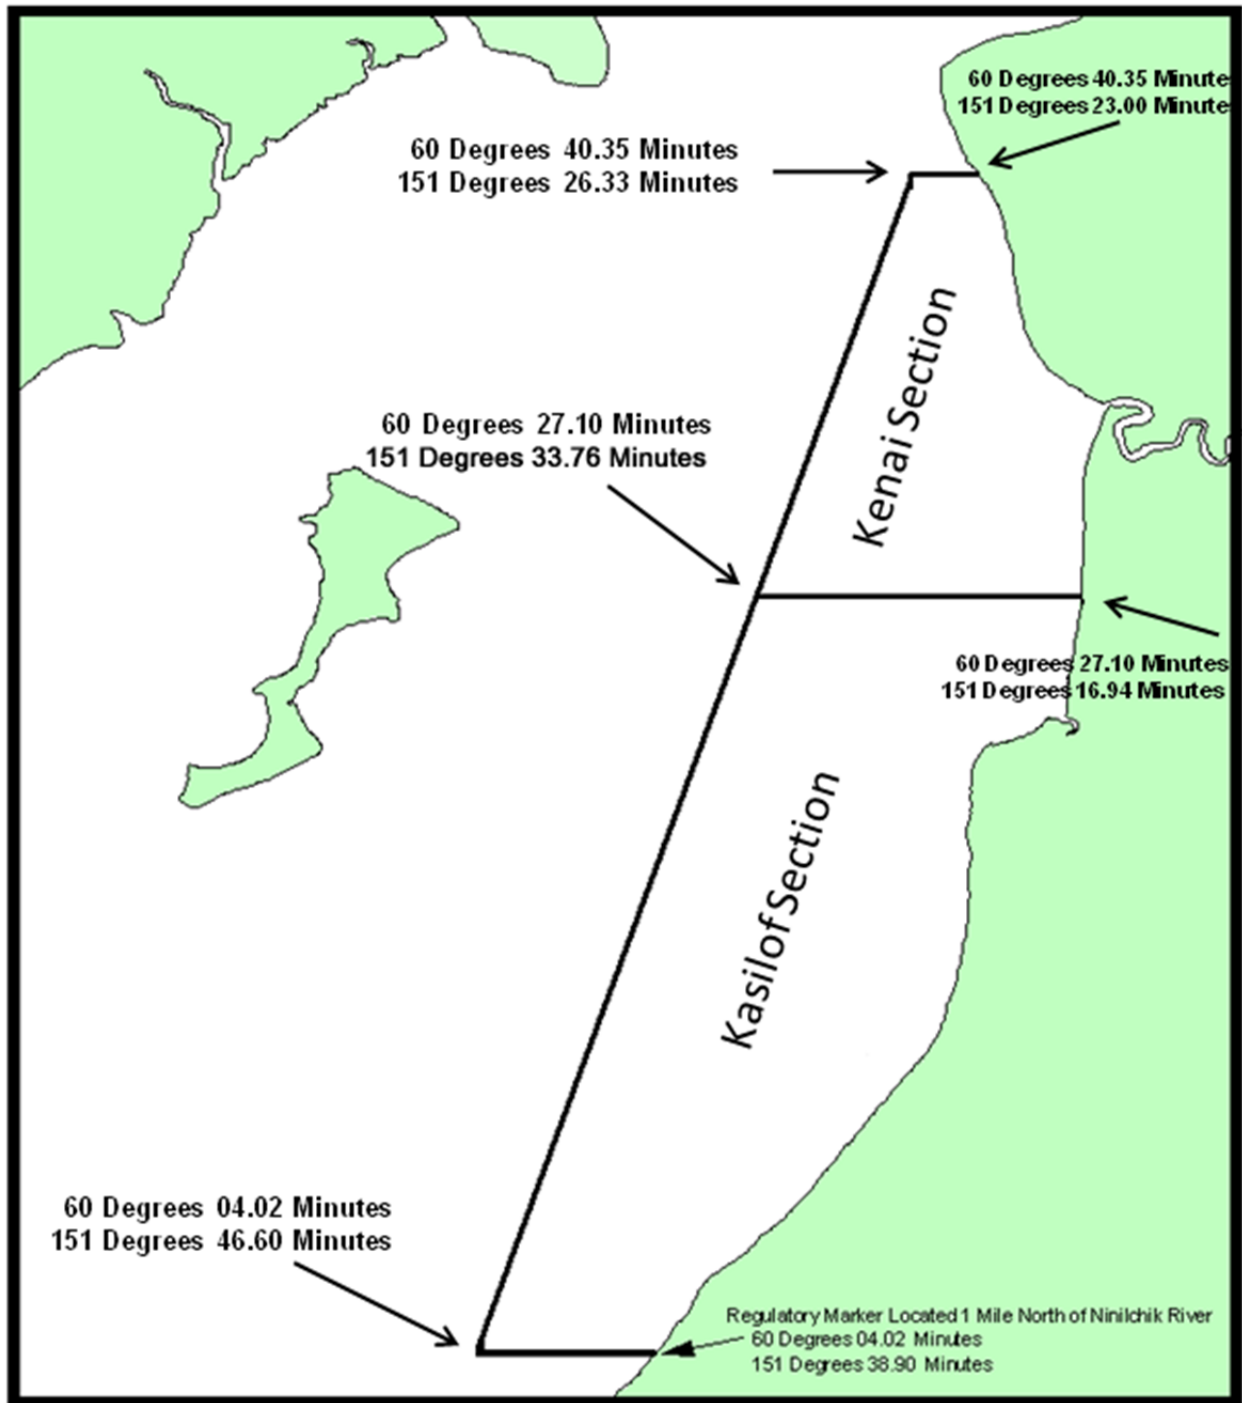 60 Degrees 40.35 Minute
151 Degrees 23.00 Minute
60 Degrees 40.35 Minutes
151 Degrees 26.33 Minutes
Kenai Section
60 Degrees 27.10 Minutes
151 Degrees 33.76 Minutes
60 Degrees 27.10 Minutes
151 Degrees 16.94 Minutes
Kasilof Section
60 Degrees 04.02 Minutes
151 Degrees 46.60 Minutes
Regulatory Marker Located 1 Mile North of Ninilchik River
60 Degrees 04.02 Minutes
151 Degrees 38.90 Minutes